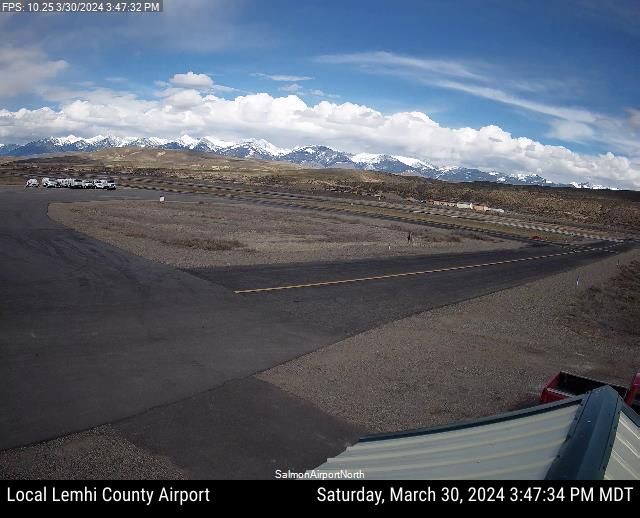 FPS: 10.25 3/30/2024 3:47:32 PM
SalmonAirportNorth
Local Lemhi County Airport
Saturday, March 30, 2024 3:47:34 PM MDT